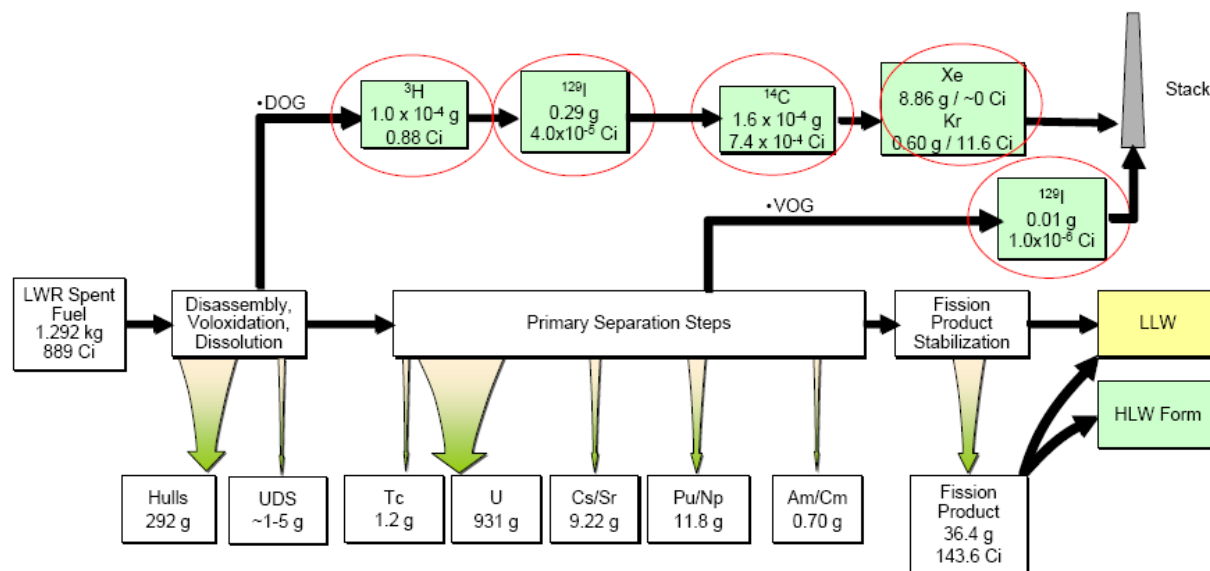 •DOG
³H
1.0 x 10⁻⁴ g
0.88 Ci
¹²⁹I
0.29 g
4.0x10⁻⁵ Ci
¹⁴C
1.6 x 10⁻⁴ g
7.4 x 10⁻⁴ Ci
Xe
8.86 g / ~0 Ci
Kr
0.60 g / 11.6 Ci
Stack
•VOG
¹²⁹I
0.01 g
1.0x10⁻⁶ Ci
LWR Spent
Fuel
1.292 kg
889 Ci
Disassembly,
Voloxidation,
Dissolution
Primary Separation Steps
Fission
Product
Stabilization
LLW
HLW Form
Hulls
292 g
UDS
~1-5 g
Tc
1.2 g
U
931 g
Cs/Sr
9.22 g
Pu/Np
11.8 g
Am/Cm
0.70 g
Fission
Product
36.4 g
143.6 Ci